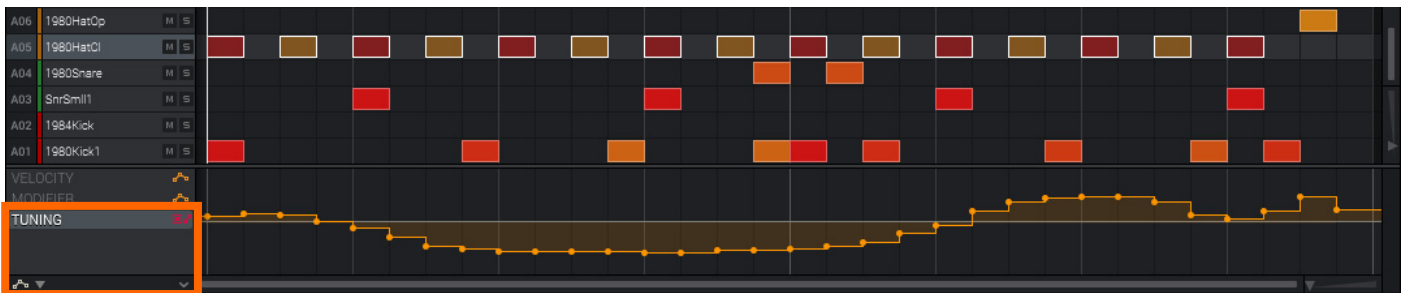 A06 1980HatOp M S
A05 1980HatCl M S
A04 1980Snare M S
A03 SnrSmll1 M S
A02 1984Kick M S
A01 1980Kick1 M S
VELOCITY
MODIFIER
TUNING